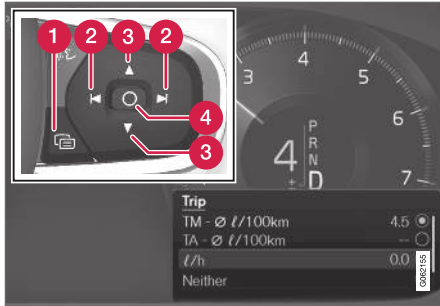 1
2
3
2
4
3
3
4
5
6
7
4
P
R
N
D
±
Trip
TM - Ø ℓ/100km 4.5
TA - Ø ℓ/100km --
ℓ/h 0.0
Neither
G062155